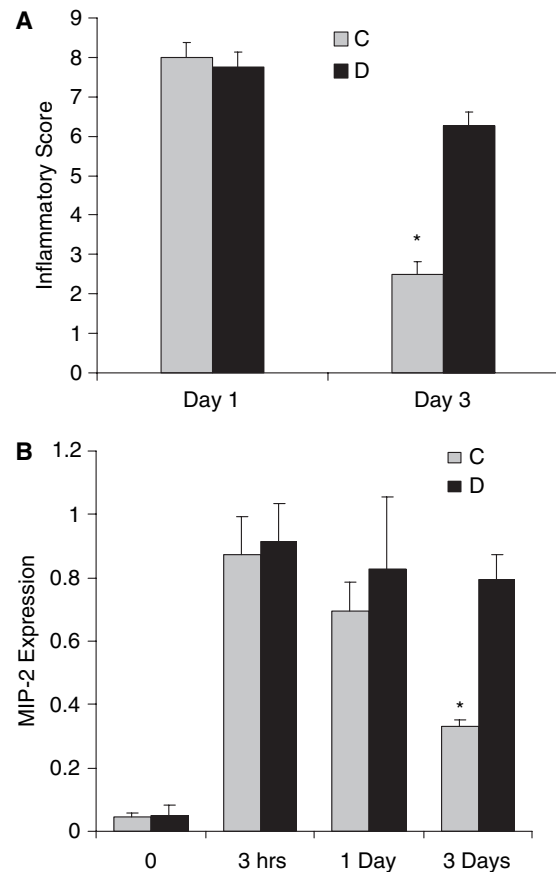 A
9
8
7
6
5
4
3
2
1
0
Inflammatory Score
C
D
*
Day 1
Day 3
B
1.2
1
0.8
0.6
0.4
0.2
0
MIP-2 Expression
C
D
*
0
3 hrs
1 Day
3 Days